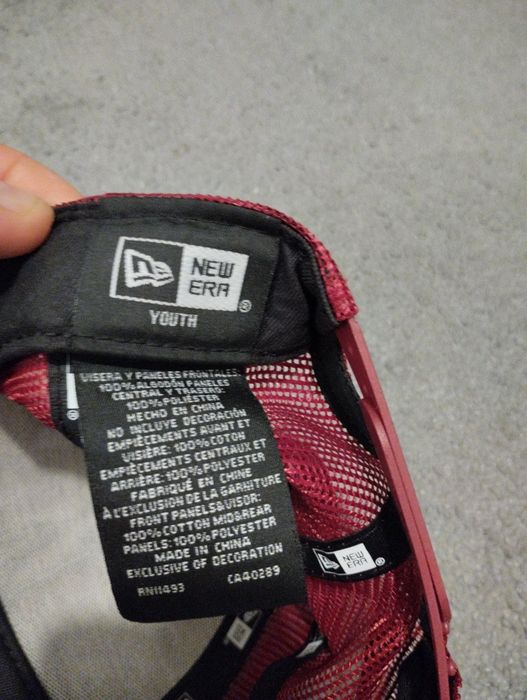 NEW
ERA
®
YOUTH
VISERA Y PANELES FRONTALES:
100% ALGODÓN PANELES
CENTRAL Y TRASERO:
100% POLIÉSTER
HECHO EN CHINA
NO INCLUYE DECORACIÓN
EMPIÈCEMENTS AVANT ET
VISIÈRE: 100% COTON
EMPIÈCEMENTS CENTRAUX ET
ARRIÈRE: 100% POLYESTER
FABRIQUÉ EN CHINE
À L'EXCLUSION DE LA GARNITURE
FRONT PANELS&VISOR:
100% COTTON MID&REAR
PANELS: 100% POLYESTER
MADE IN CHINA
EXCLUSIVE OF DECORATION
RN11493 CA40289
NEW
ERA
®